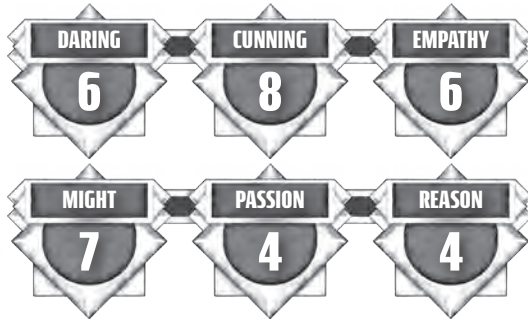 DARING CUNNING EMPATHY
6 8 6
MIGHT PASSION REASON
7 4 4